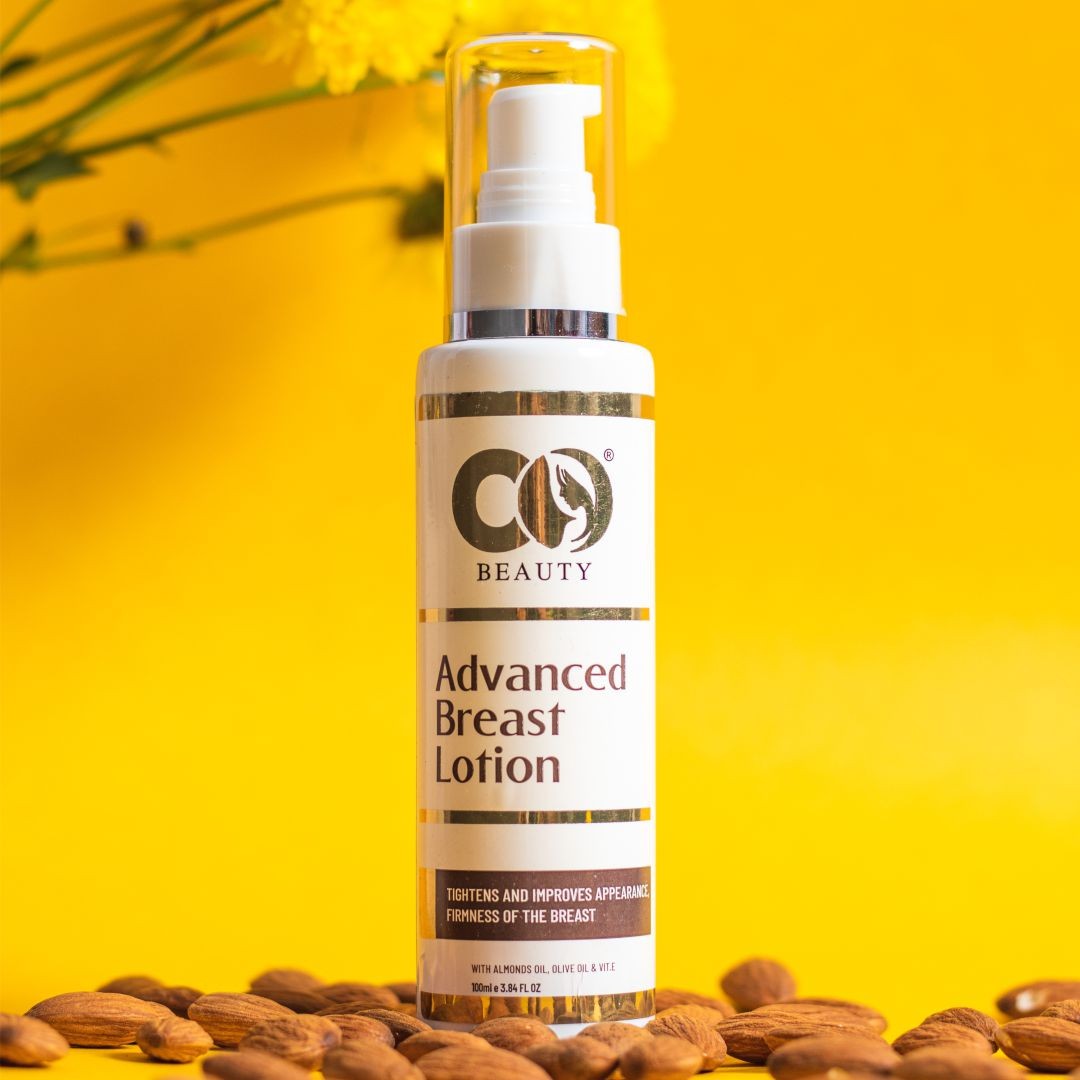 CO®
BEAUTY
Advanced
Breast
Lotion
TIGHTENS AND IMPROVES APPEARANCE,
FIRMNESS OF THE BREAST
WITH ALMONDS OIL, OLIVE OIL & VIT.E
100ml e 3.84 FL OZ